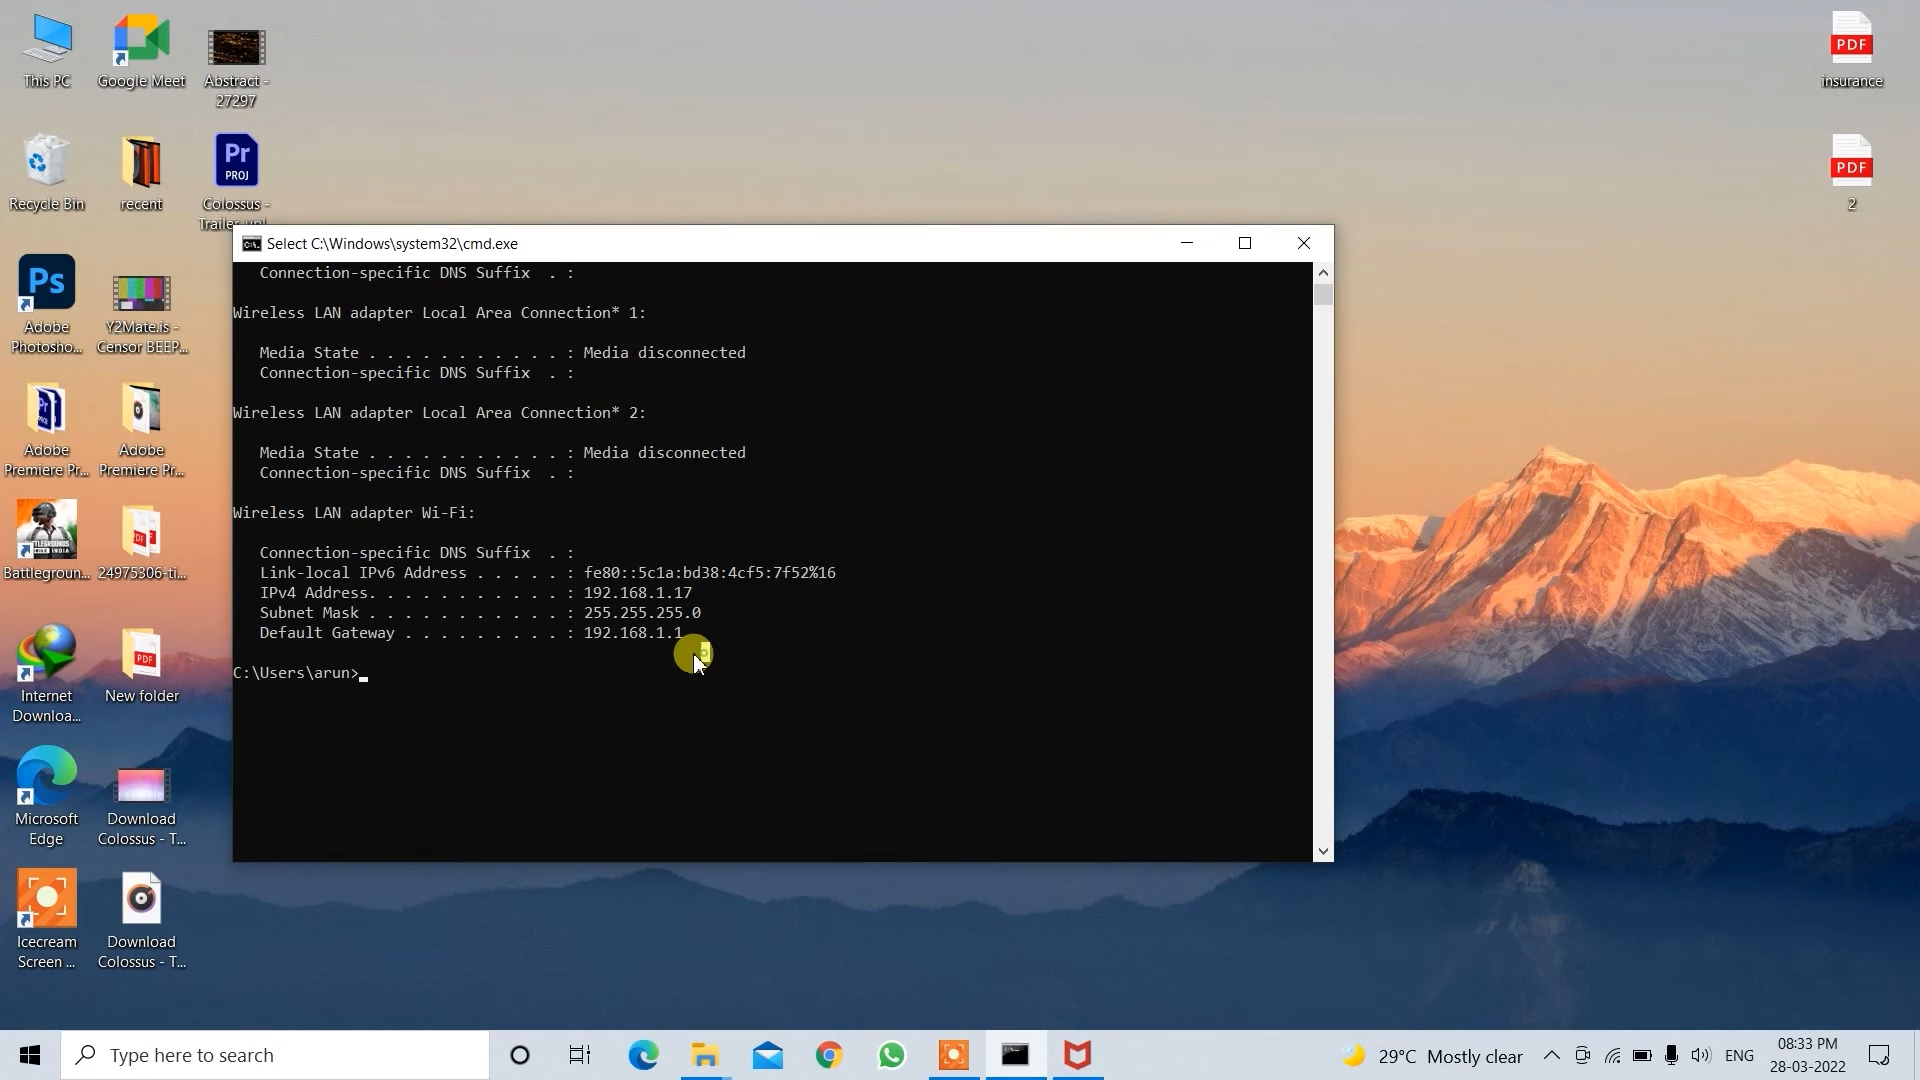 This PC
Google Meet
Abstract -
27297
Recycle Bin
recent
Pr
PROJ
Colossus -
Ps
Adobe
Photosho...
Y2Mate.is -
Censor BEEP...
Adobe
Premiere Pr...
Adobe
Premiere Pr...
Battlegroun...
24975306-ti...
Internet
Downloa...
PDF
New folder
Microsoft
Edge
Download
Colossus - T...
Icecream
Screen ...
Download
Colossus - T...
PDF
insurance
PDF
2
Select C:\Windows\system32\cmd.exe
Connection-specific DNS Suffix  . :
Wireless LAN adapter Local Area Connection* 1:
Media State . . . . . . . . . . . : Media disconnected
Connection-specific DNS Suffix  . :
Wireless LAN adapter Local Area Connection* 2:
Media State . . . . . . . . . . . : Media disconnected
Connection-specific DNS Suffix  . :
Wireless LAN adapter Wi-Fi:
Connection-specific DNS Suffix  . :
Link-local IPv6 Address . . . . . : fe80::5c1a:bd38:4cf5:7f52%16
IPv4 Address. . . . . . . . . . . : 192.168.1.17
Subnet Mask . . . . . . . . . . . : 255.255.255.0
Default Gateway . . . . . . . . . : 192.168.1.1
C:\Users\arun>
Type here to search
29°C Mostly clear
ENG
08:33 PM
28-03-2022